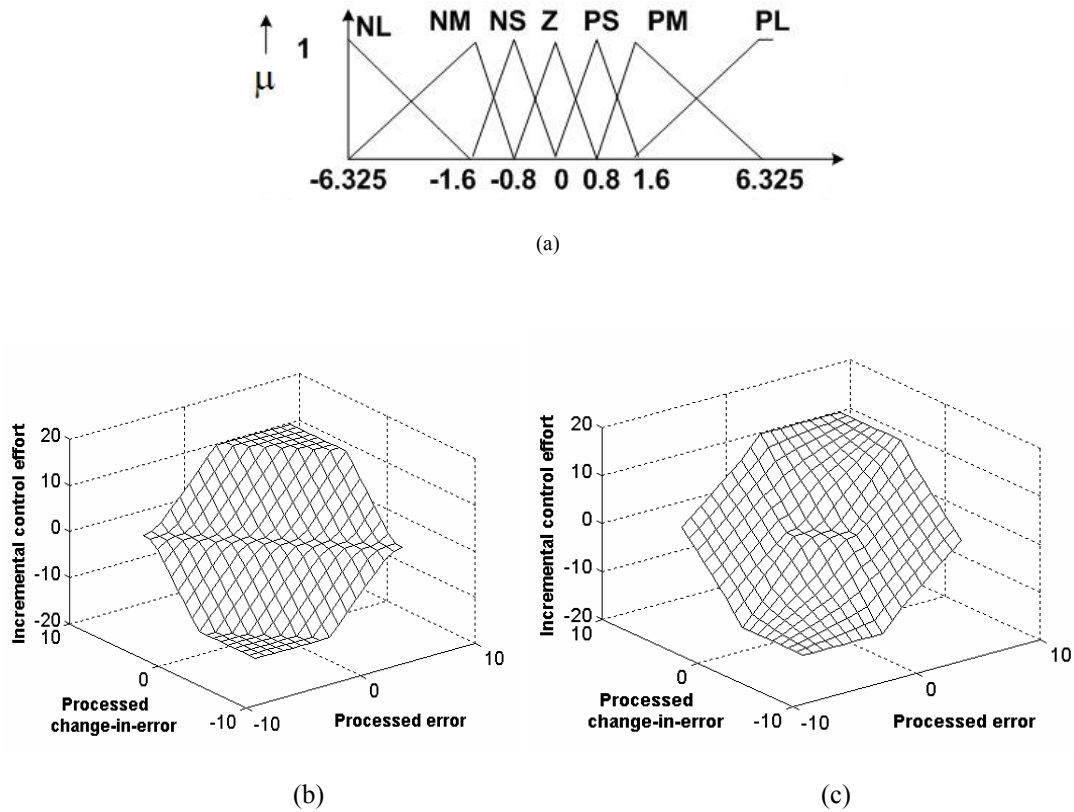 NL NM NS Z PS PM PL
1
μ
-6.325 -1.6 -0.8 0 0.8 1.6 6.325
(a)
Incremental control effort
20
10
0
-10
-20
10
0
-10
-10
0
10
Processed
change-in-error
Processed error
(b)
Incremental control effort
20
10
0
-10
-20
10
0
-10
-10
0
10
Processed
change-in-error
Processed error
(c)